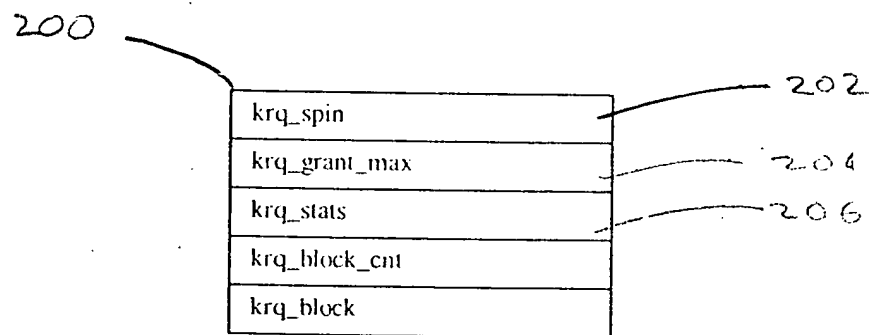 200
202
krq_spin
krq_grant_max
204
krq_stats
206
krq_block_cnt
krq_block